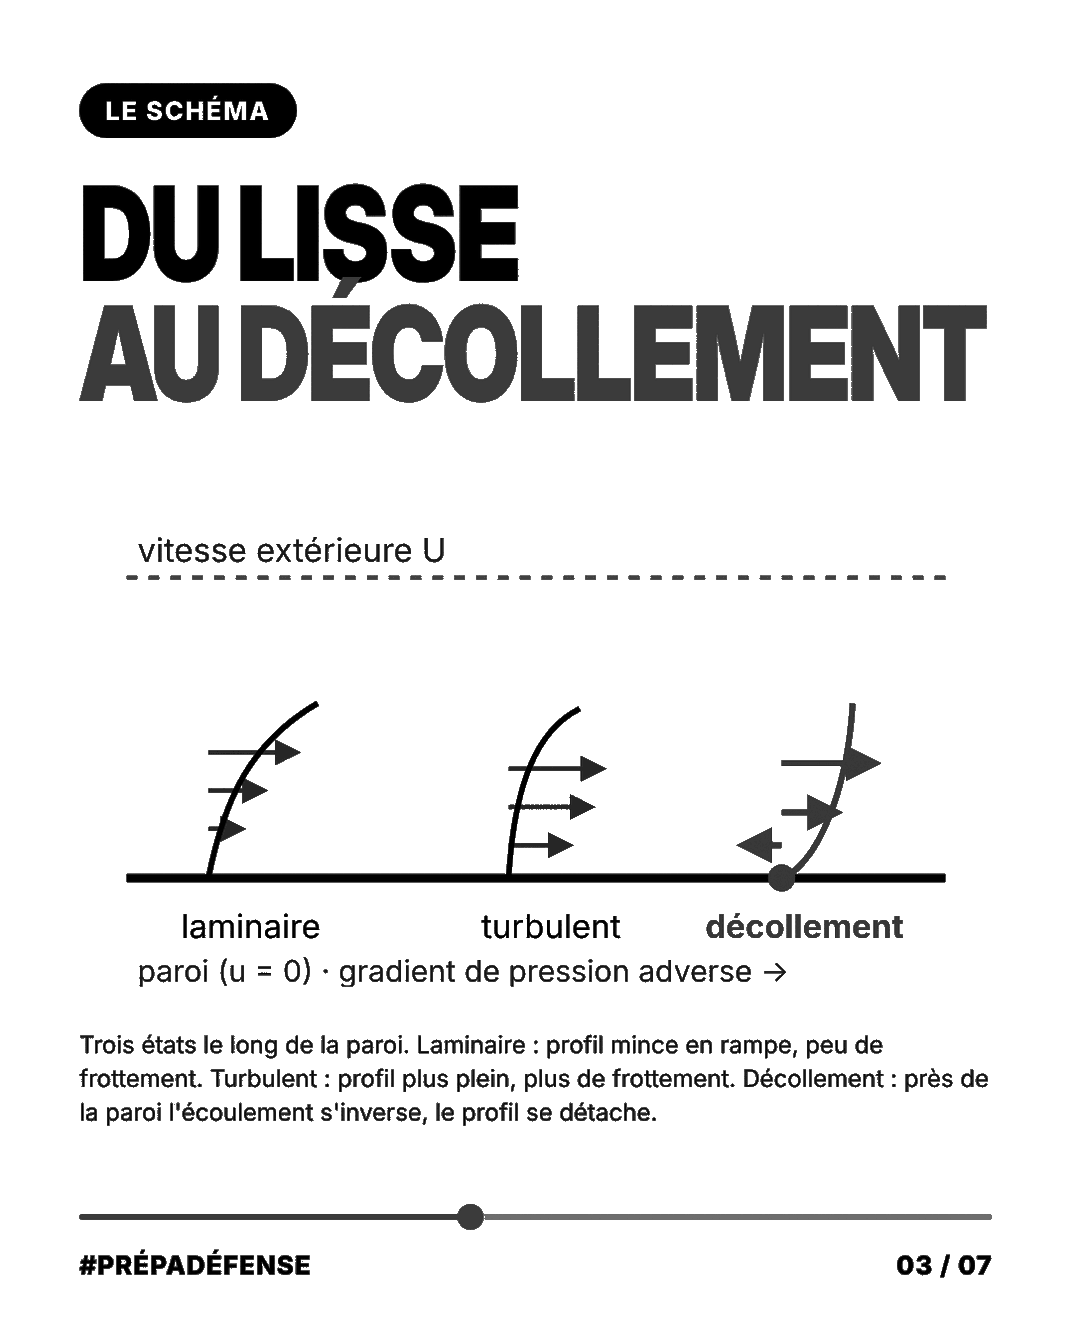 LE SCHÉMA
DU LISSE
AU DÉCOLLEMENT
vitesse extérieure U
laminaire
turbulent
décollement
paroi (u = 0) · gradient de pression adverse →
Trois états le long de la paroi. Laminaire : profil mince en rampe, peu de
frottement. Turbulent : profil plus plein, plus de frottement. Décollement : près de
la paroi l'écoulement s'inverse, le profil se détache.
#PRÉPADÉFENSE
03 / 07